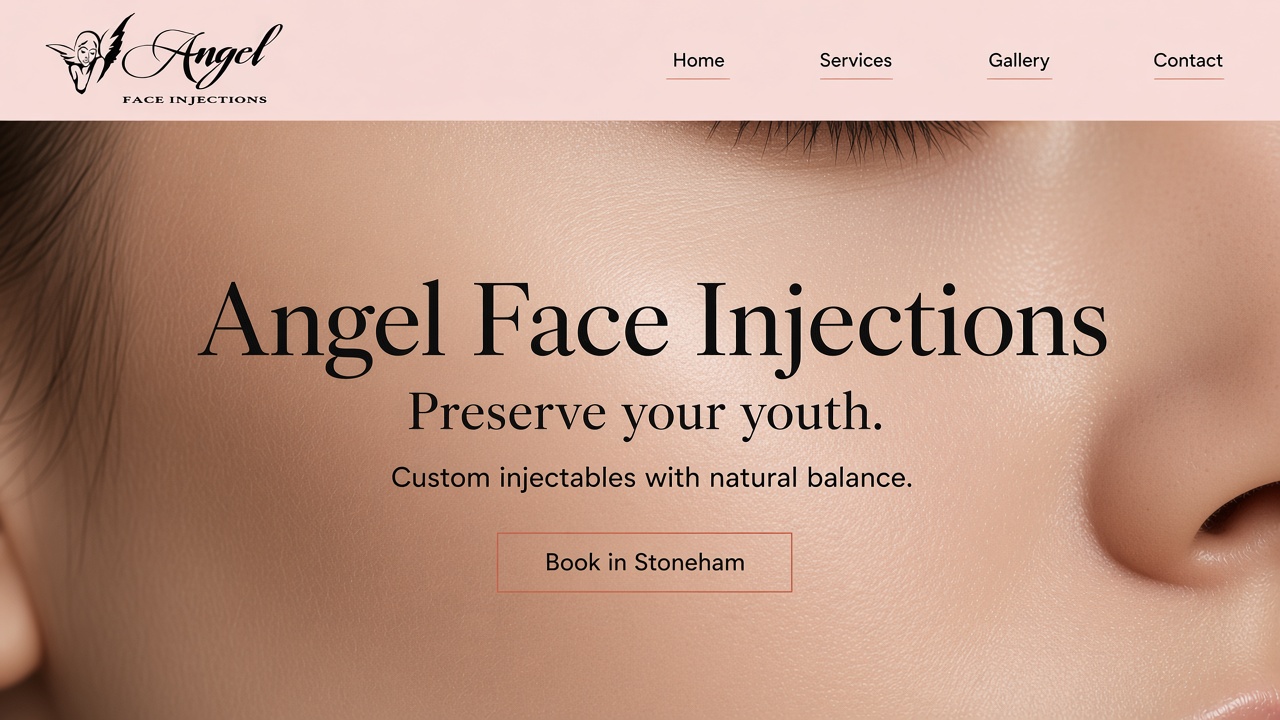 Angel
FACE INJECTIONS
Home
Services
Gallery
Contact
Angel Face Injections
Preserve your youth.
Custom injectables with natural balance.
Book in Stoneham